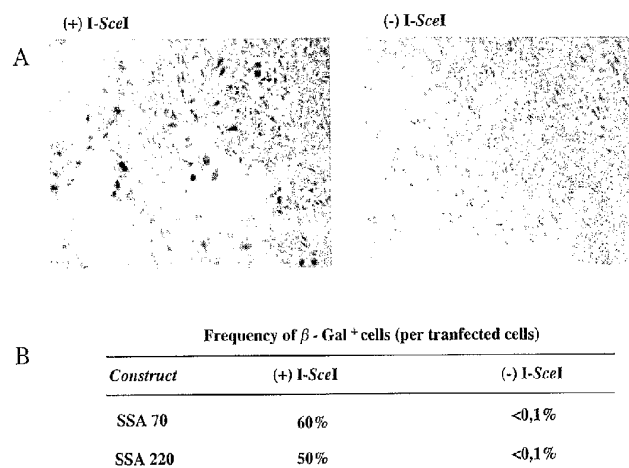 (+) I-SceI
(-) I-SceI
A
B
Frequency of β - Gal + cells (per tranfected cells)
Construct (+) I-SceI (-) I-SceI
SSA 70 60% <0,1%
SSA 220 50% <0,1%